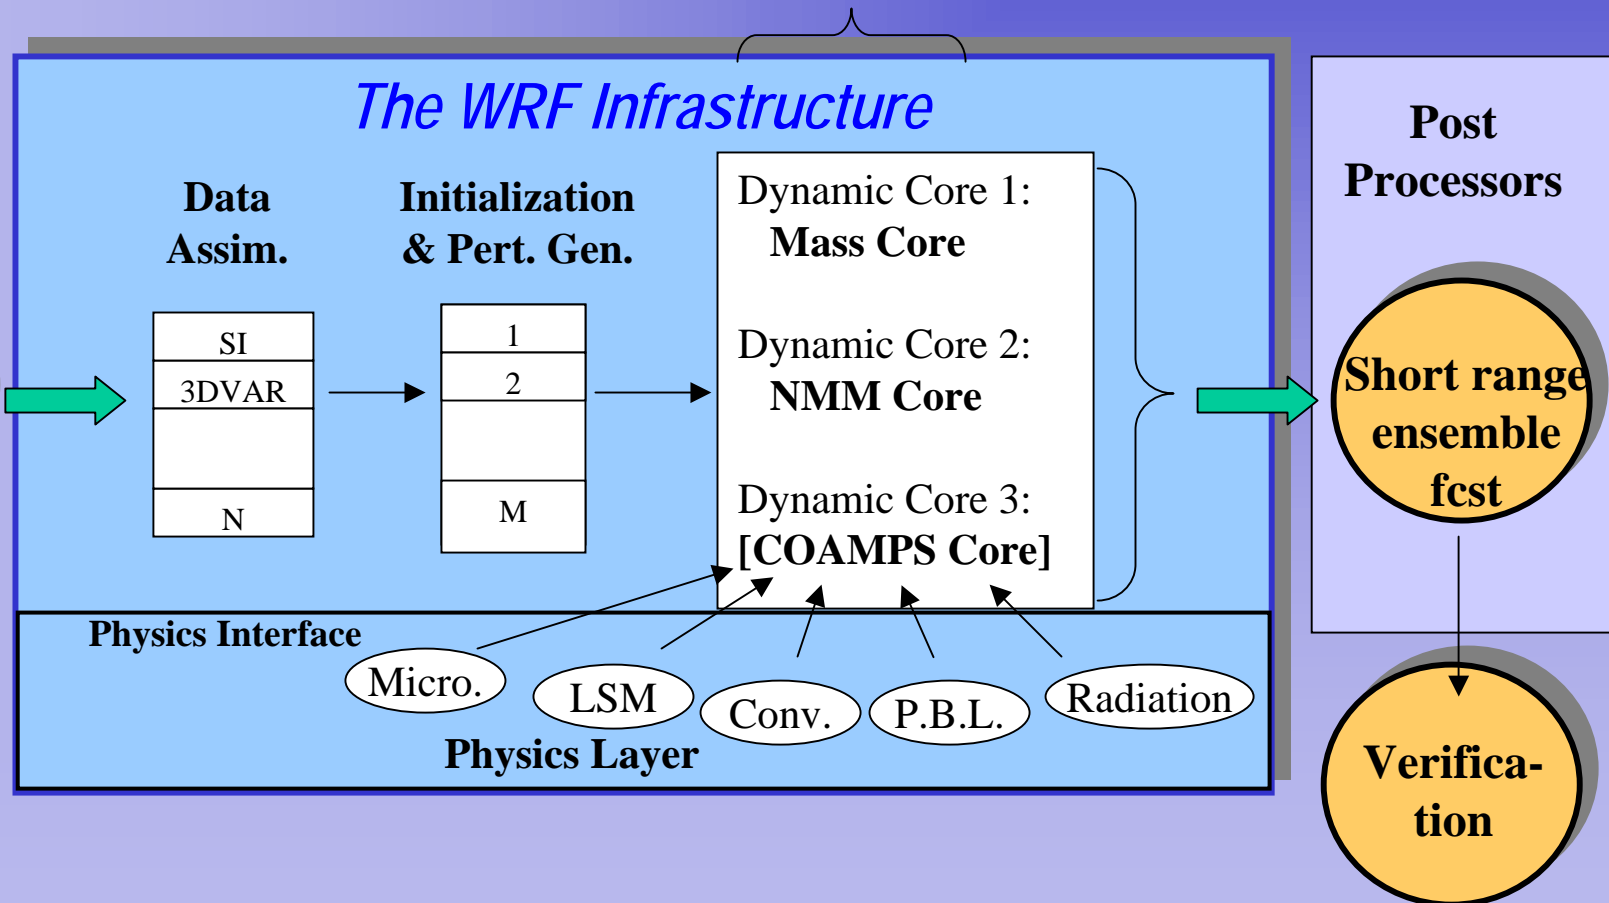 The WRF Infrastructure
Data
Assim.
SI
3DVAR
N
Initialization
& Pert. Gen.
1
2
M
Dynamic Core 1:
Mass Core
Dynamic Core 2:
NMM Core
Dynamic Core 3:
[COAMPS Core]
Physics Interface
Micro.
LSM
Conv.
P.B.L.
Radiation
Physics Layer
Post
Processors
Short range
ensemble
fcst
Verifica-
tion